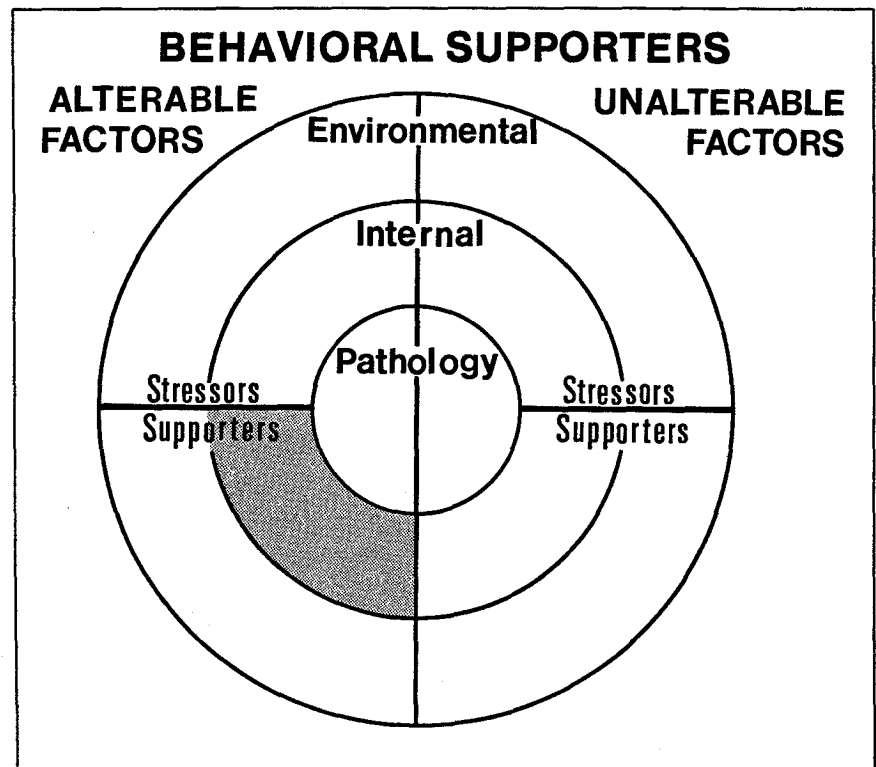 BEHAVIORAL SUPPORTERS
ALTERABLE
FACTORS
UNALTERABLE
FACTORS
Environmental
Internal
Pathology
Stressors
Supporters
Stressors
Supporters